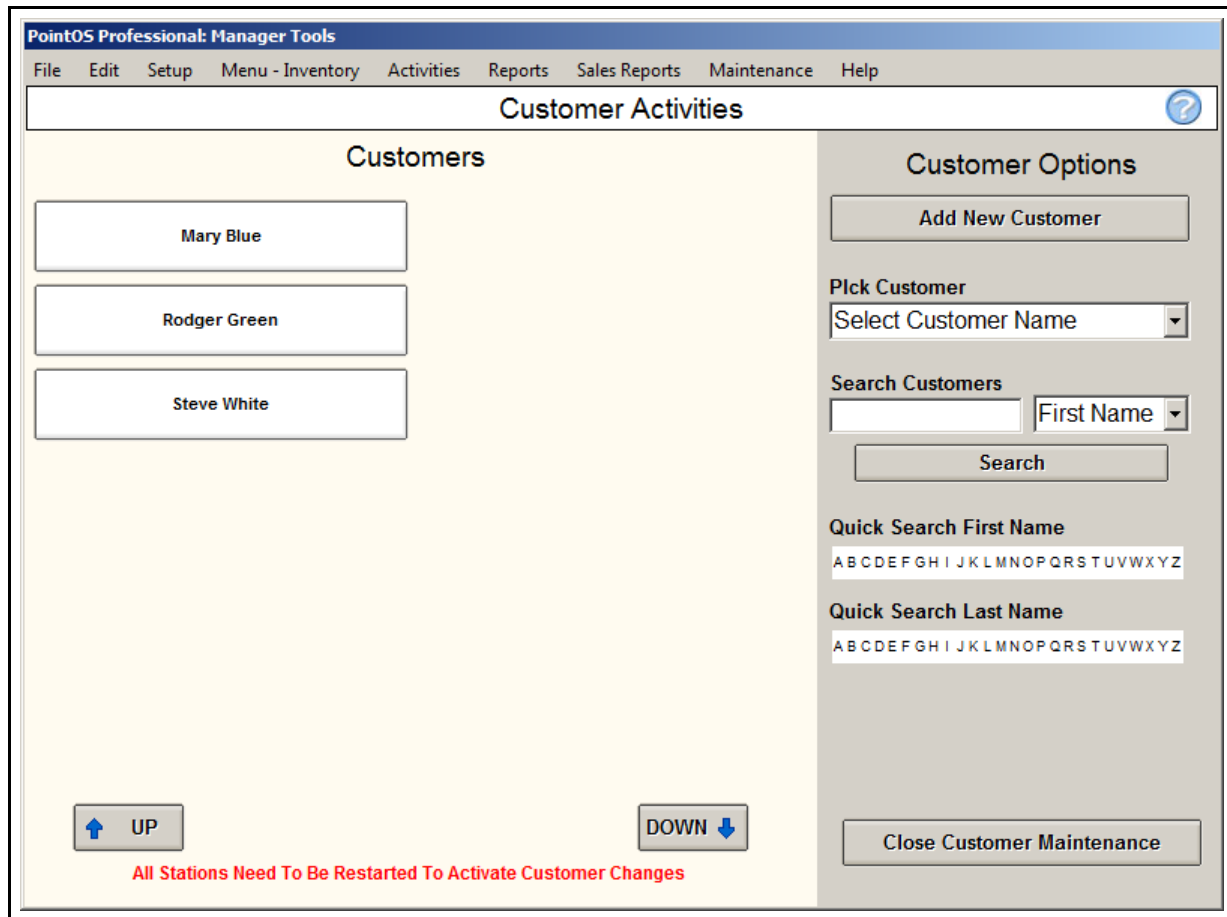 PointOS Professional: Manager Tools
File Edit Setup Menu - Inventory Activities Reports Sales Reports Maintenance Help
Customer Activities
?
Customers
Mary Blue
Rodger Green
Steve White
UP
DOWN
All Stations Need To Be Restarted To Activate Customer Changes
Customer Options
Add New Customer
PIck Customer
Select Customer Name
Search Customers
First Name
Search
Quick Search First Name
A B C D E F G H I J K L M N O P Q R S T U V W X Y Z
Quick Search Last Name
A B C D E F G H I J K L M N O P Q R S T U V W X Y Z
Close Customer Maintenance